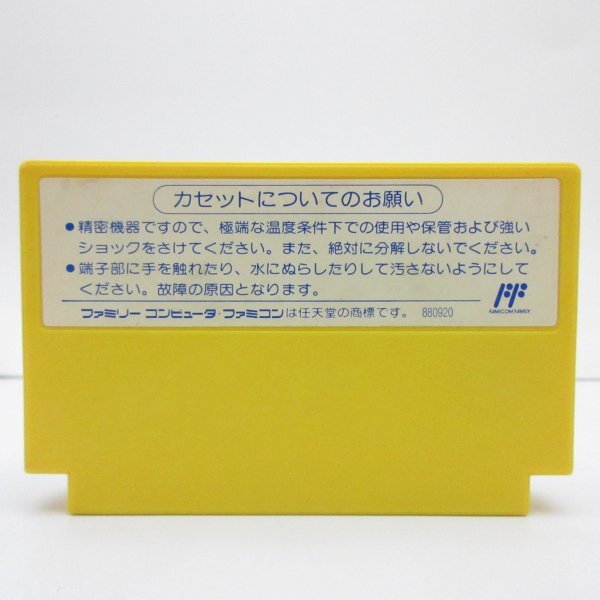 カセットについてのお願い
●精密機器ですので、極端な温度条件下での使用や保管および強い
ショックをさけてください。また、絶対に分解しないでください。
●端子部に手を触れたり、水にぬらしたりして汚さないようにして
ください。故障の原因となります。
ファミリー コンピュータ・ファミコンは任天堂の商標です。 880920
FF
FAMICOM FAMILY